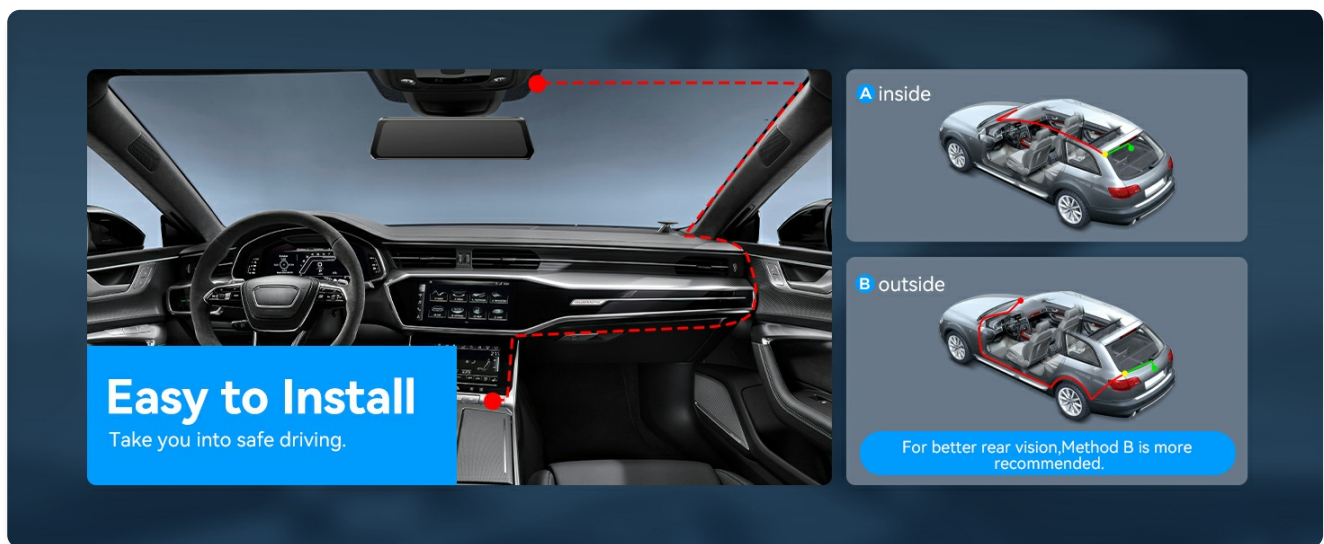 Easy to Install
Take you into safe driving.
A inside
B outside
For better rear vision,Method B is more
recommended.